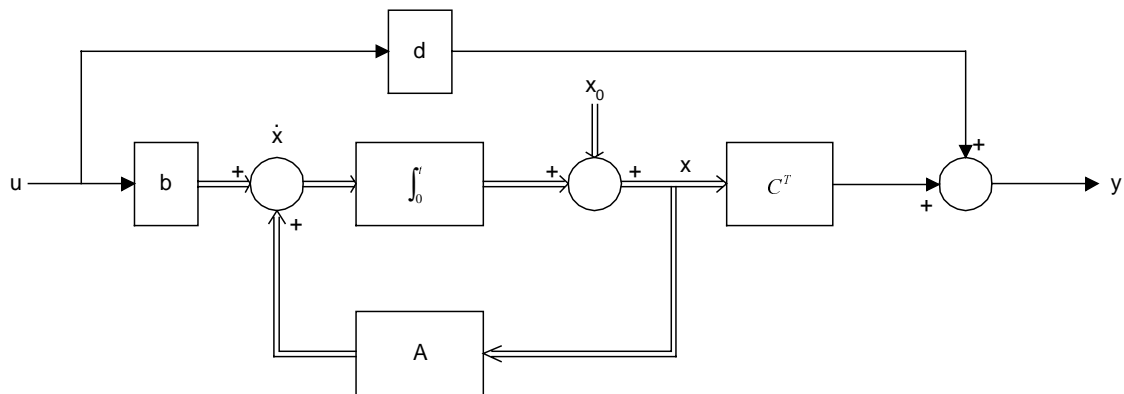 d
x₀
ẋ
+
u
b
+
∫₀ᵗ
+
+
x
Cᵀ
+
+
y
+
A